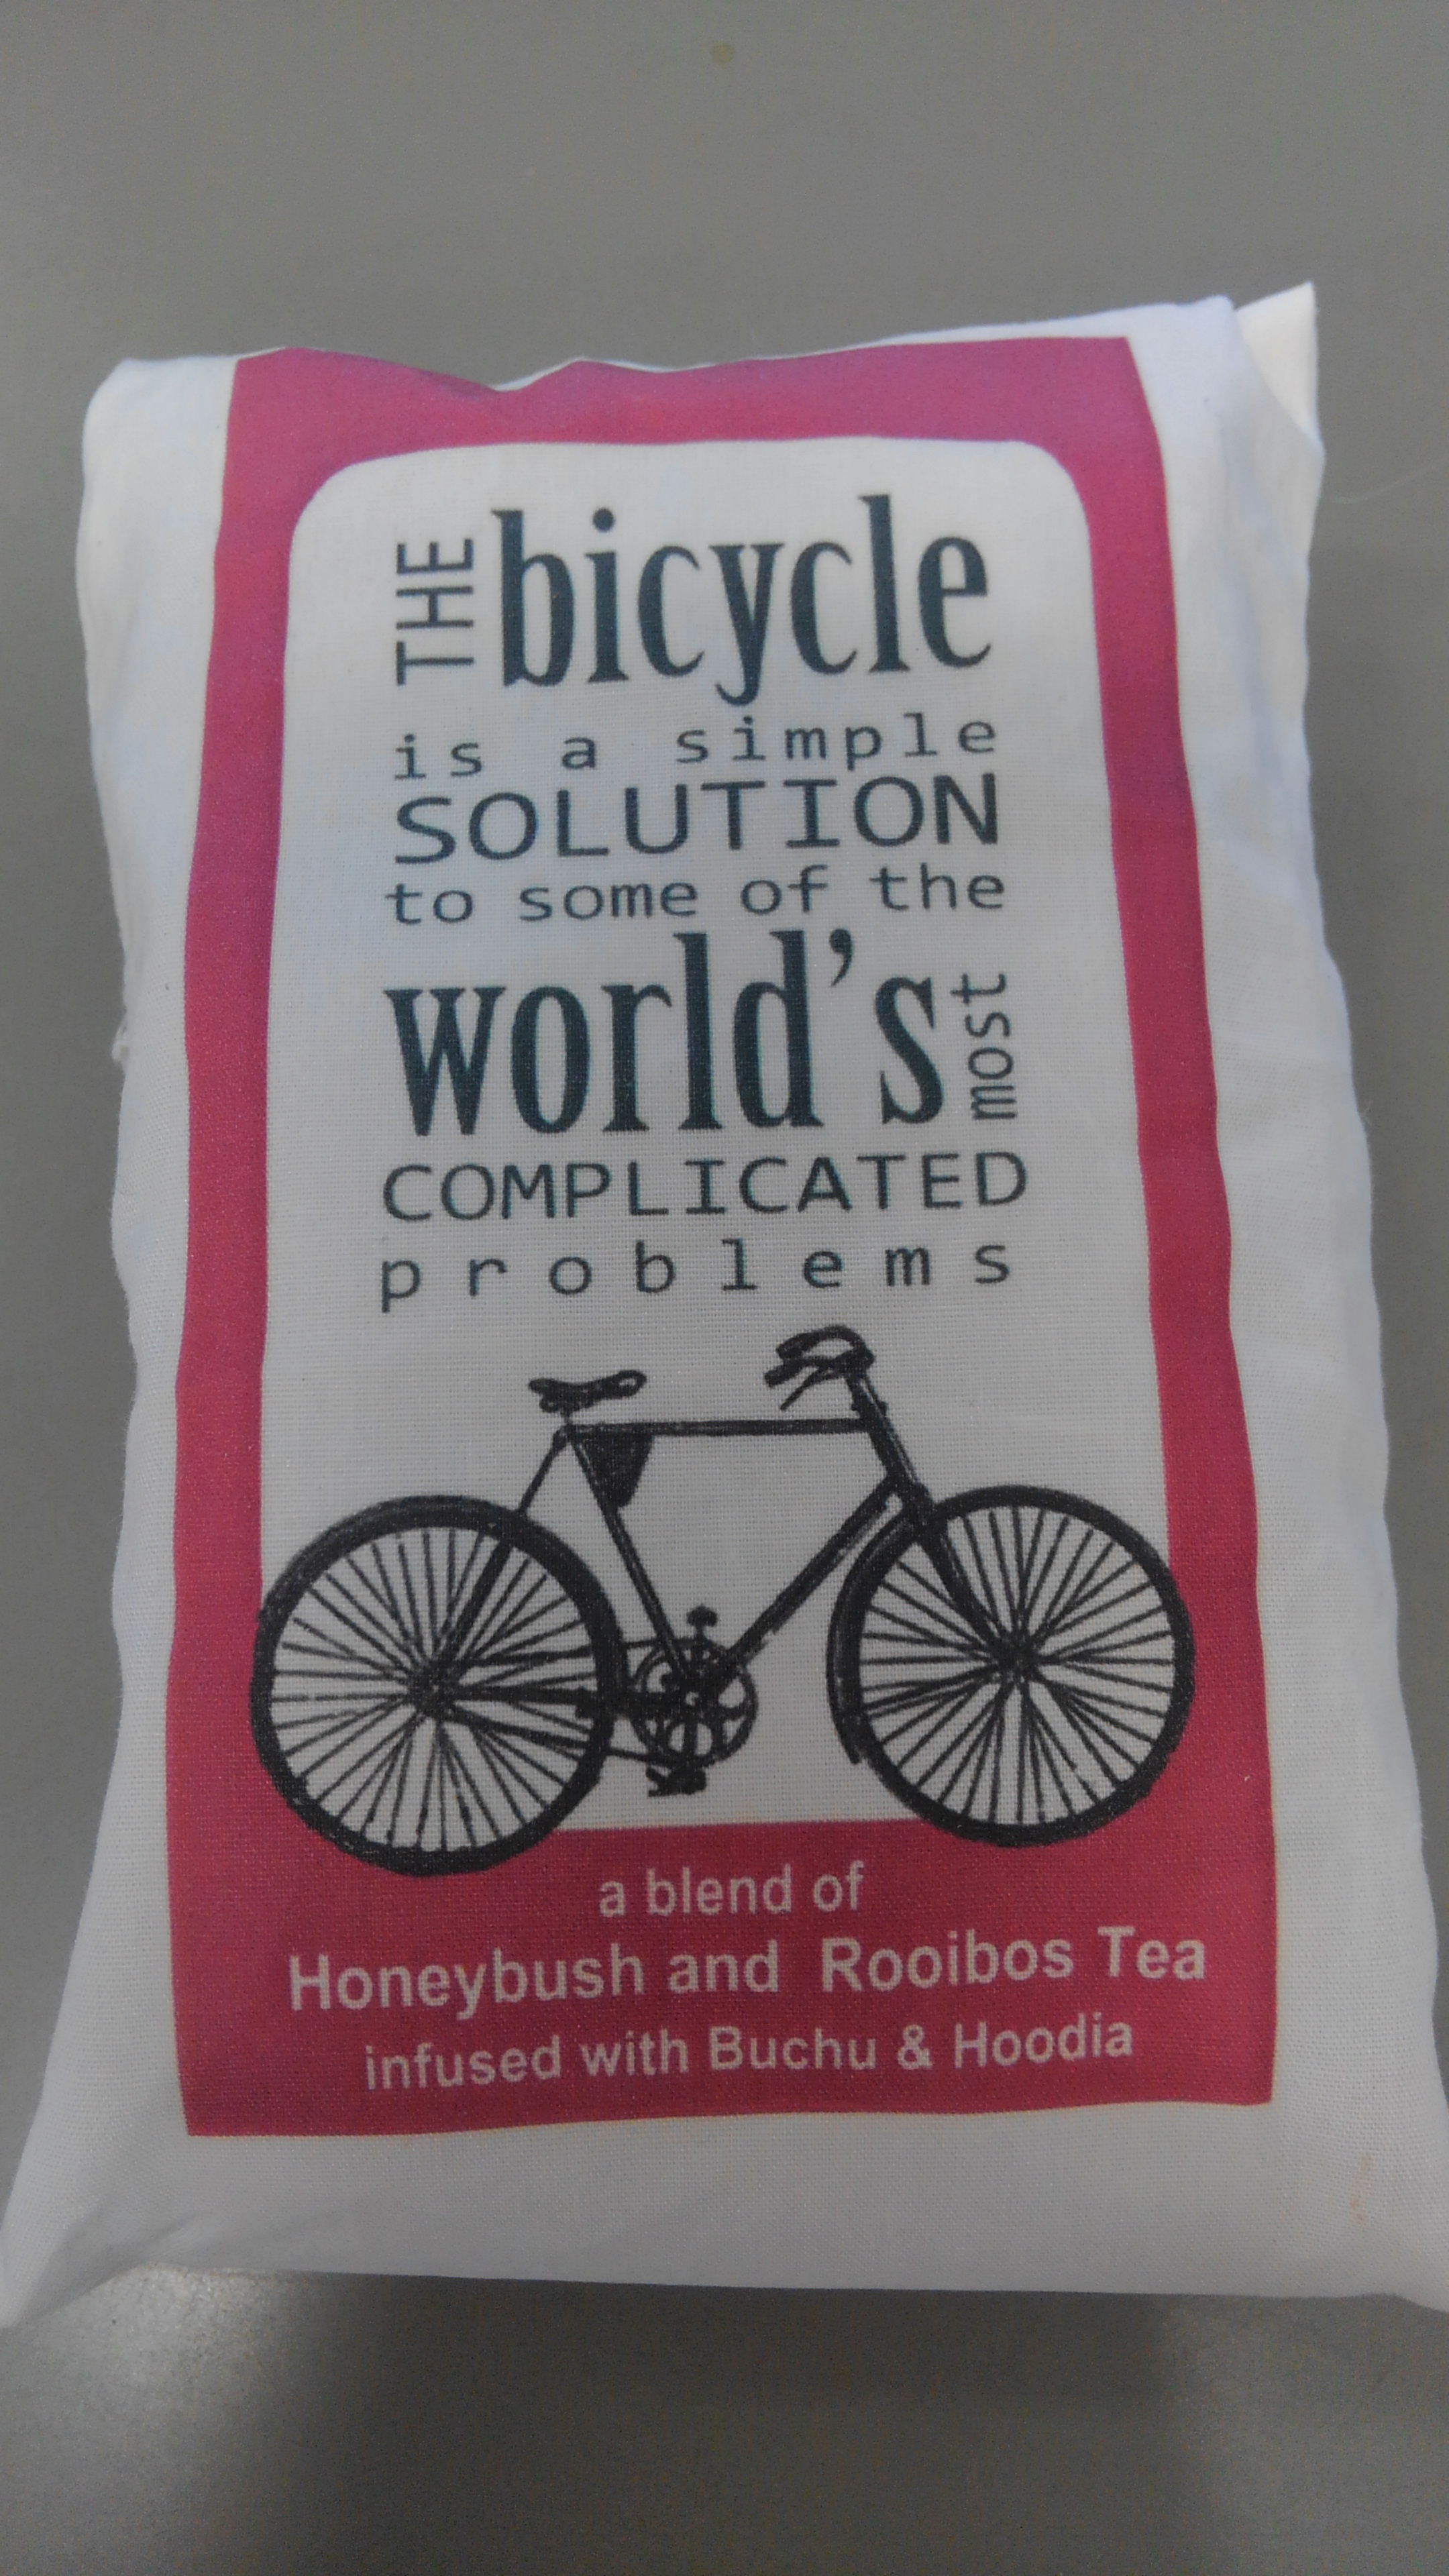 THE bicycle
is a simple
SOLUTION
to some of the
world's most
COMPLICATED
problems
a blend of
Honeybush and Rooibos Tea
infused with Buchu & Hoodia